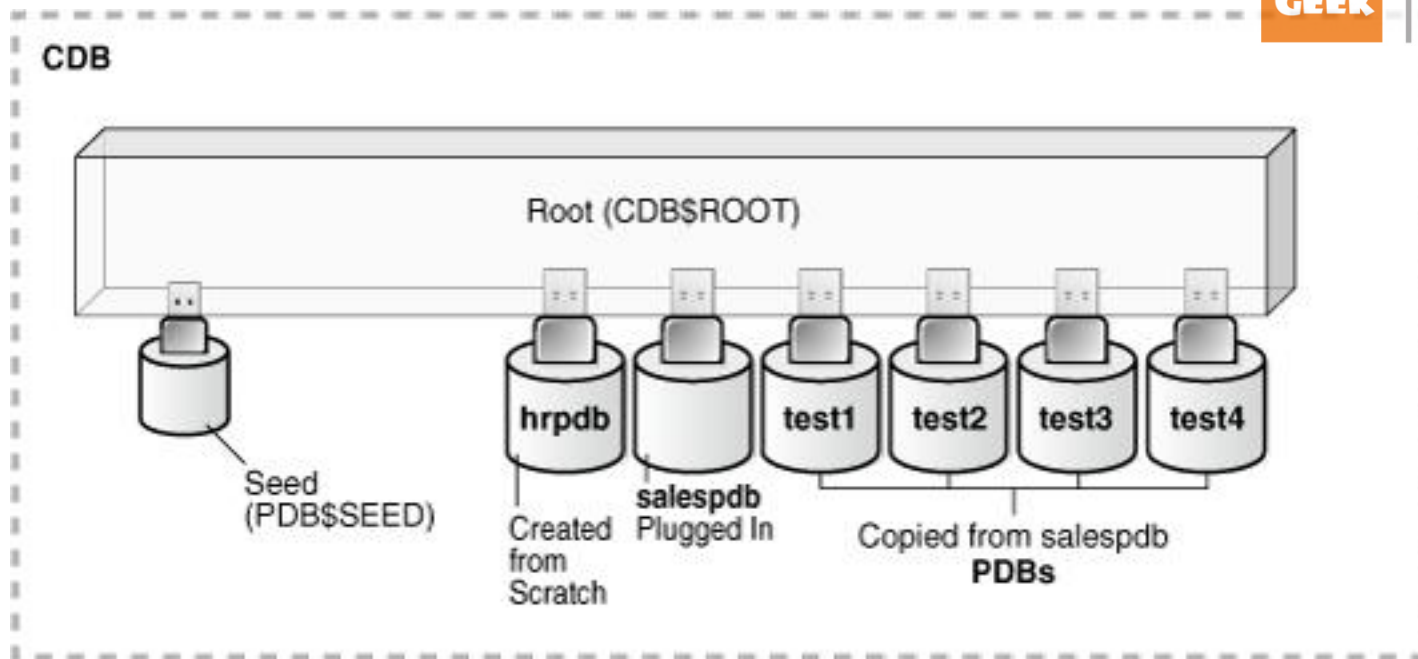 GEEK
CDB
Root (CDB$ROOT)
hrpdb
test1
test2
test3
test4
Seed
(PDB$SEED)
Created
from
Scratch
salespdb
Plugged In
Copied from salespdb
PDBs